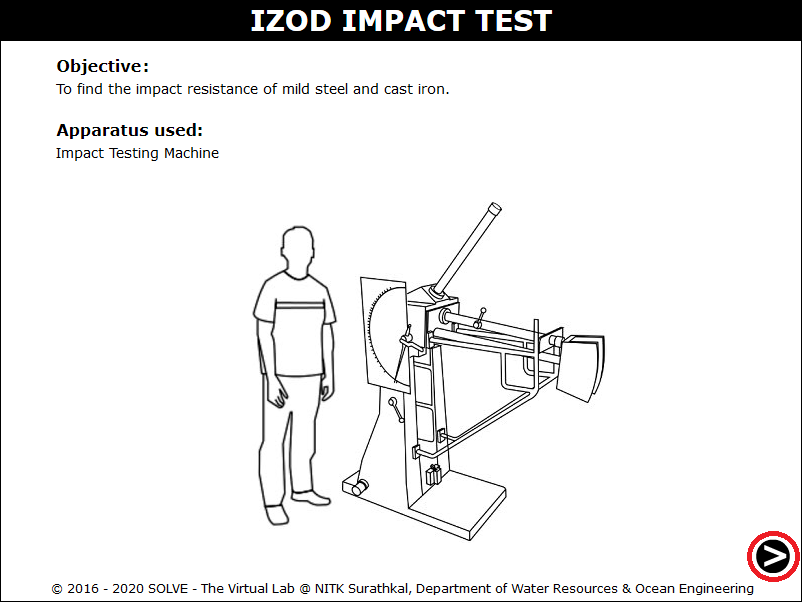 IZOD IMPACT TEST
Objective:
To find the impact resistance of mild steel and cast iron.
Apparatus used:
Impact Testing Machine
© 2016 - 2020 SOLVE - The Virtual Lab @ NITK Surathkal, Department of Water Resources & Ocean Engineering